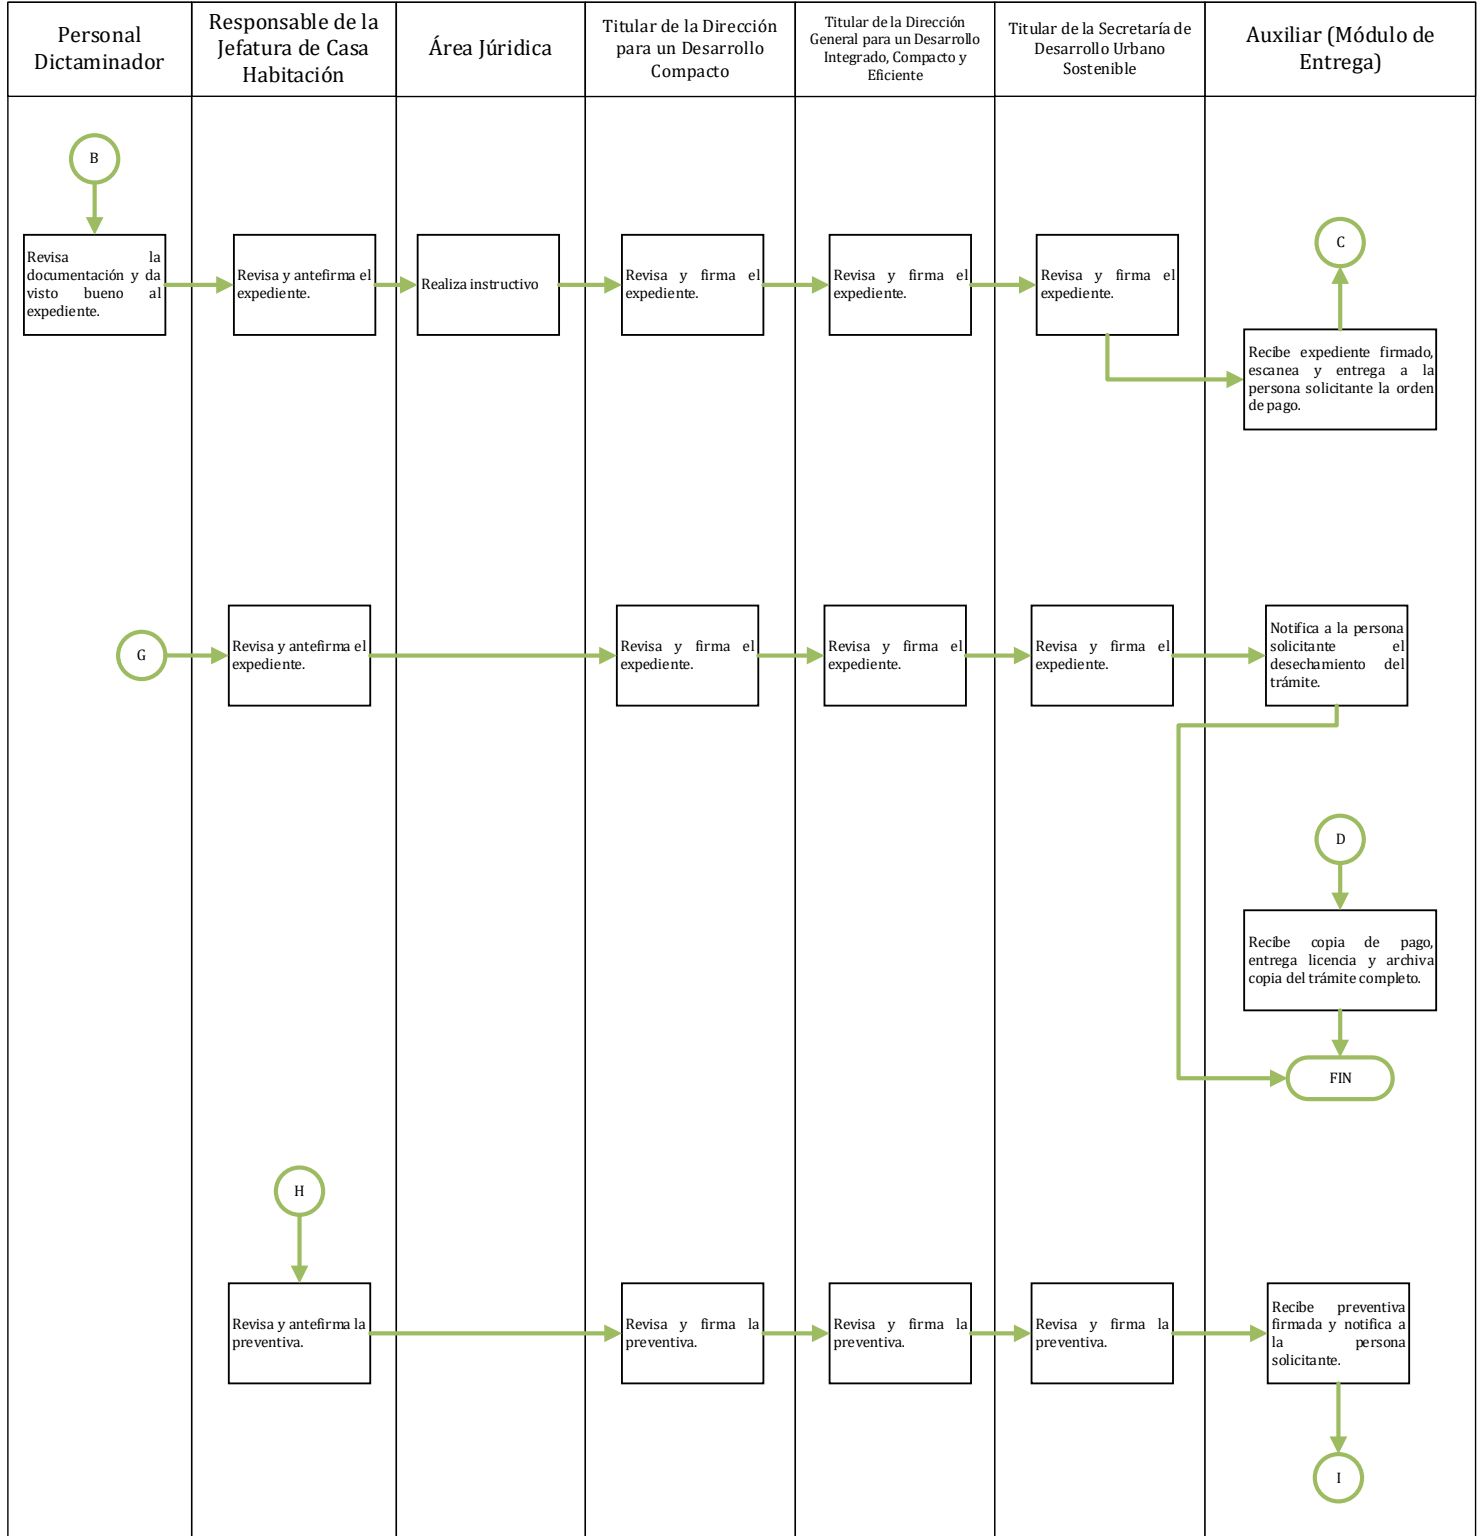 Personal
Dictaminador
Responsable de la
Jefatura de Casa
Habitación
Área Júridica
Titular de la Dirección
para un Desarrollo
Compacto
Titular de la Dirección
General para un Desarrollo
Integrado, Compacto y
Eficiente
Titular de la Secretaría de
Desarrollo Urbano
Sostenible
Auxiliar (Módulo de
Entrega)
B
Revisa la
documentación y da
visto bueno al
expediente.
Revisa y antefirma el
expediente.
Realiza instructivo
Revisa y firma el
expediente.
Revisa y firma el
expediente.
Revisa y firma el
expediente.
C
Recibe expediente firmado,
escanea y entrega a la
persona solicitante la orden
de pago.
G
Revisa y antefirma el
expediente.
Revisa y firma el
expediente.
Revisa y firma el
expediente.
Revisa y firma el
expediente.
Notifica a la persona
solicitante el
desechamiento del
trámite.
D
Recibe copia de pago,
entrega licencia y archiva
copia del trámite completo.
FIN
H
Revisa y antefirma la
preventiva.
Revisa y firma la
preventiva.
Revisa y firma la
preventiva.
Revisa y firma la
preventiva.
Recibe preventiva
firmada y notifica a
la persona
solicitante.
I